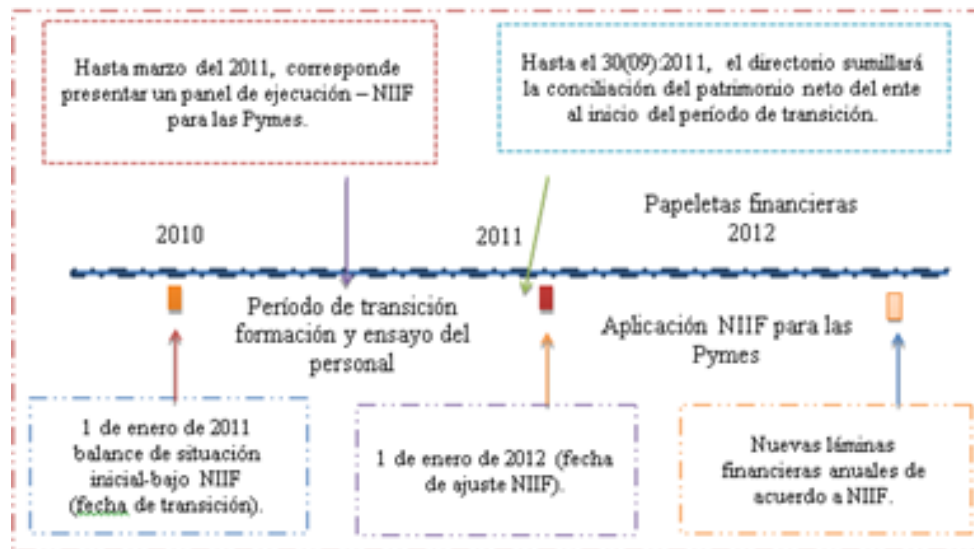 Hasta marzo del 2011, corresponde
presentar un panel de ejecución – NIIF
para las Pymes.
Hasta el 30(09):2011, el directorio sumillará
la conciliación del patrimonio neto del ente
al inicio del período de transición.
2010
2011
Papeletas financieras
2012
Período de transición
formación y ensayo del
personal
Aplicación NIIF para las
Pymes
1 de enero de 2011
balance de situación
inicial-bajo NIIF
(fecha de transición).
1 de enero de 2012 (fecha
de ajuste NIIF).
Nuevas láminas
financieras anuales de
acuerdo a NIIF.